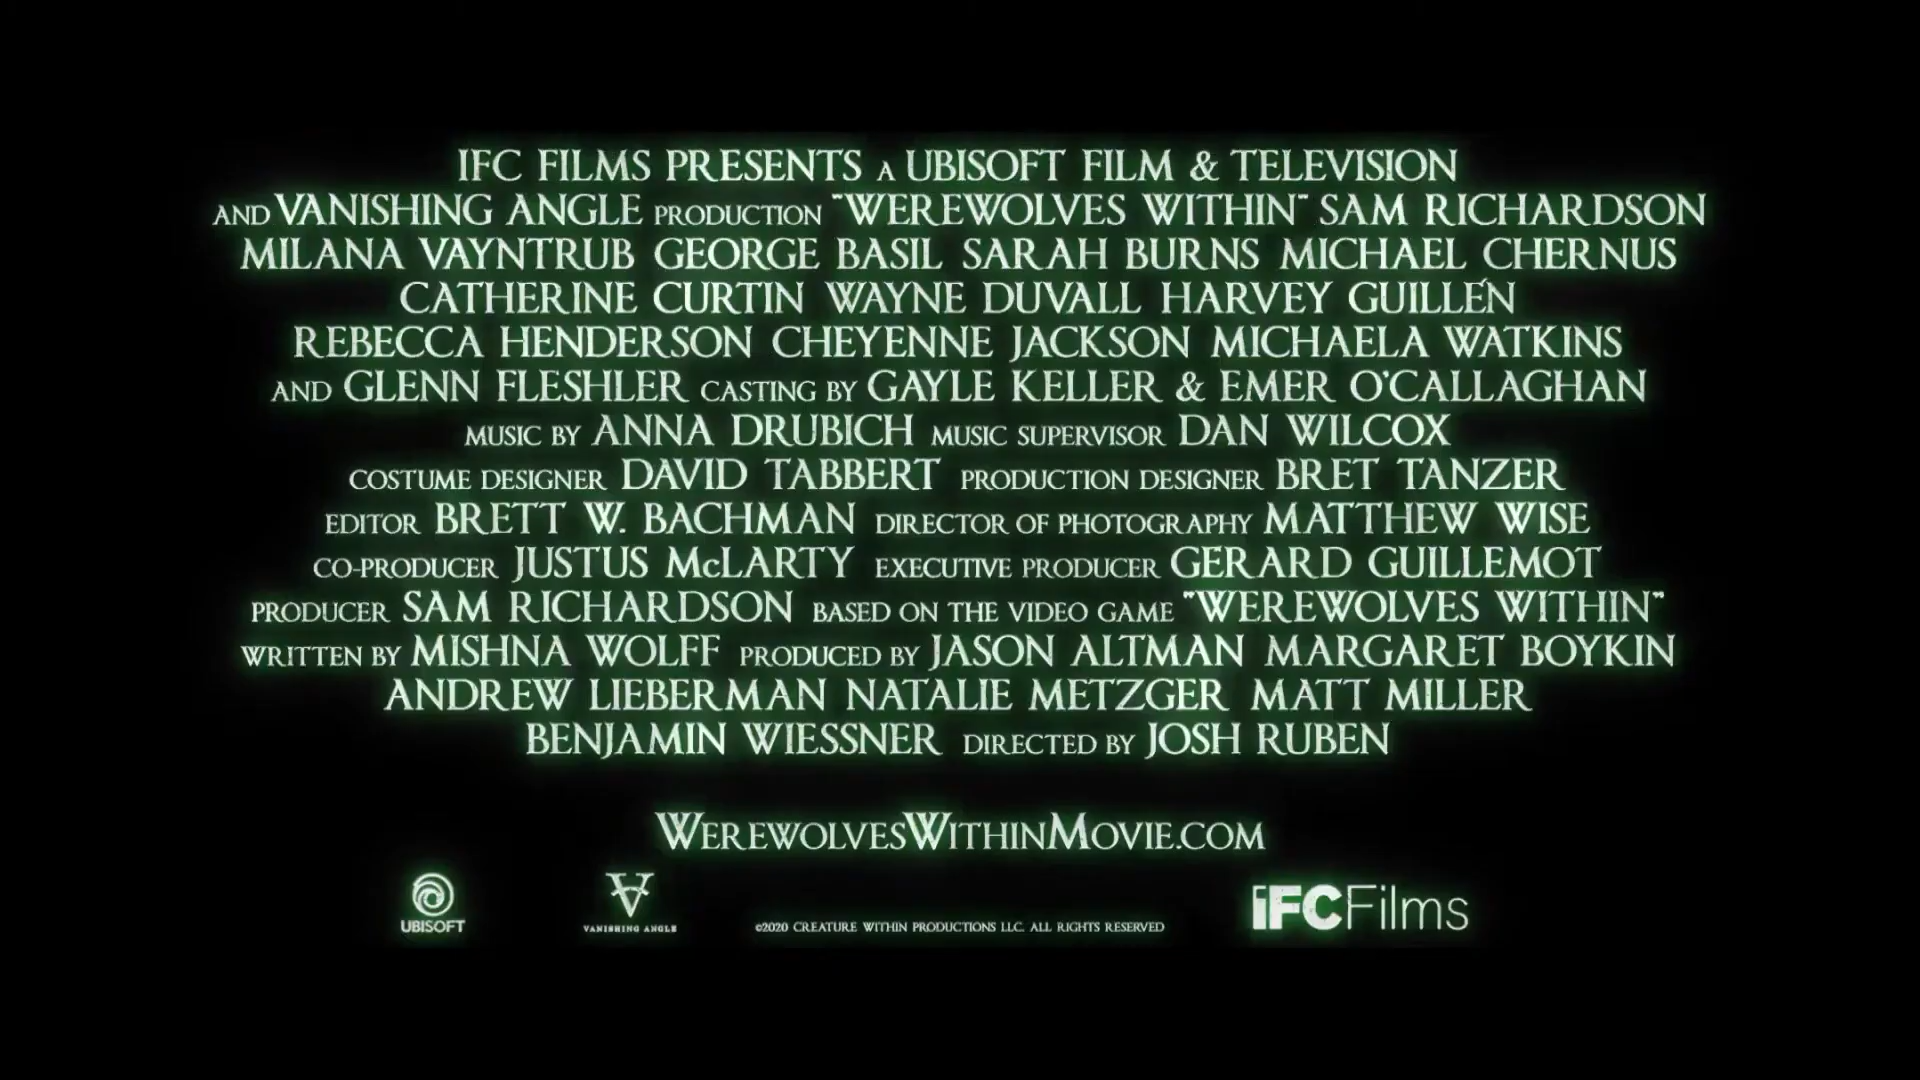 IFC FILMS PRESENTS A UBISOFT FILM & TELEVISION
AND VANISHING ANGLE PRODUCTION "WEREWOLVES WITHIN" SAM RICHARDSON
MILANA VAYNTRUB GEORGE BASIL SARAH BURNS MICHAEL CHERNUS
CATHERINE CURTIN WAYNE DUVALL HARVEY GUILLÉN
REBECCA HENDERSON CHEYENNE JACKSON MICHAELA WATKINS
AND GLENN FLESHLER CASTING BY GAYLE KELLER & EMER O'CALLAGHAN
MUSIC BY ANNA DRUBICH MUSIC SUPERVISOR DAN WILCOX
COSTUME DESIGNER DAVID TABBERT PRODUCTION DESIGNER BRET TANZER
EDITOR BRETT W. BACHMAN DIRECTOR OF PHOTOGRAPHY MATTHEW WISE
CO-PRODUCER JUSTUS McLARTY EXECUTIVE PRODUCER GERARD GUILLEMOT
PRODUCER SAM RICHARDSON BASED ON THE VIDEO GAME "WEREWOLVES WITHIN"
WRITTEN BY MISHNA WOLFF PRODUCED BY JASON ALTMAN MARGARET BOYKIN
ANDREW LIEBERMAN NATALIE METZGER MATT MILLER
BENJAMIN WIESSNER DIRECTED BY JOSH RUBEN
WEREWOLVESWITHINMOVIE.COM
UBISOFT
VANISHING ANGLE
©2020 CREATURE WITHIN PRODUCTIONS LLC. ALL RIGHTS RESERVED
IFC Films